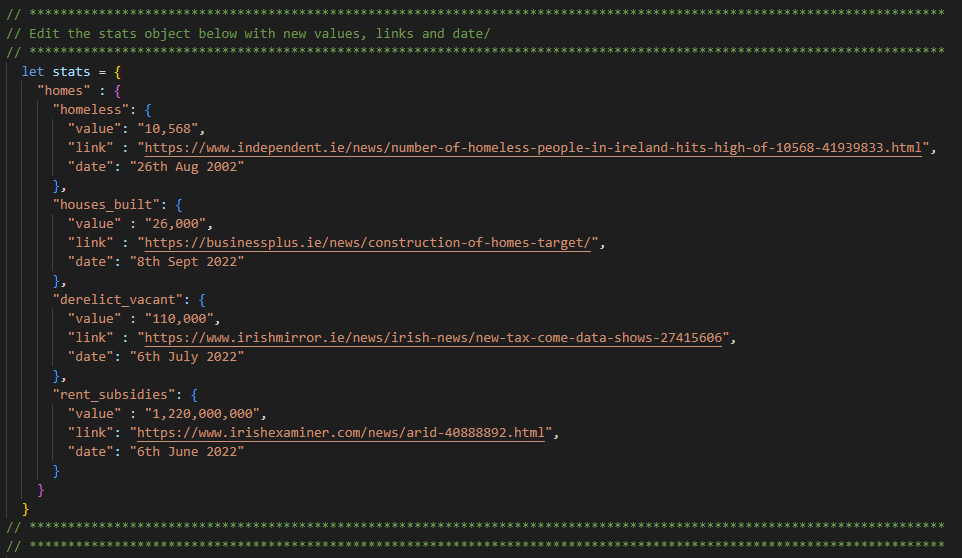 // ***********************************************************************************************************************
// Edit the stats object below with new values, links and date/
// ***********************************************************************************************************************
let stats = {
"homes" : {
"homeless": {
"value": "10,568",
"link" : "https://www.independent.ie/news/number-of-homeless-people-in-ireland-hits-high-of-10568-41939833.html",
"date": "26th Aug 2002"
},
"houses_built": {
"value" : "26,000",
"link" : "https://businessplus.ie/news/construction-of-homes-target/",
"date": "8th Sept 2022"
},
"derelict_vacant": {
"value" : "110,000",
"link" : "https://www.irishmirror.ie/news/irish-news/new-tax-come-data-shows-27415606",
"date": "6th July 2022"
},
"rent_subsidies": {
"value" : "1,220,000,000",
"link": "https://www.irishexaminer.com/news/arid-40888892.html",
"date": "6th June 2022"
}
}
}
// ***********************************************************************************************************************
// ***********************************************************************************************************************